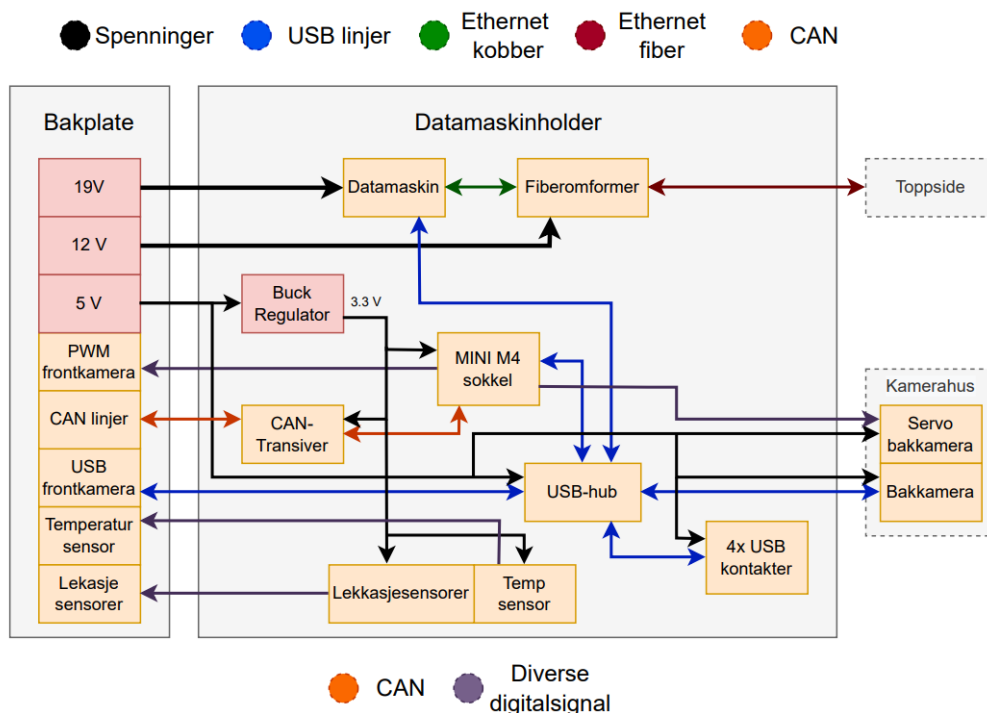 Spenninger
USB linjer
Ethernet
kobber
Ethernet
fiber
CAN
Bakplate
Datamaskinholder
19V
12 V
5 V
PWM
frontkamera
CAN linjer
USB
frontkamera
Temperatur
sensor
Lekasje
sensorer
Datamaskin
Fiberomformer
Toppside
Buck
Regulator
3.3 V
MINI M4
sokkel
CAN-
Transiver
USB-hub
Kamerahus
Servo
bakkamera
Bakkamera
4x USB
kontakter
Lekkasjesensorer
Temp
sensor
CAN
Diverse
digitalsignal